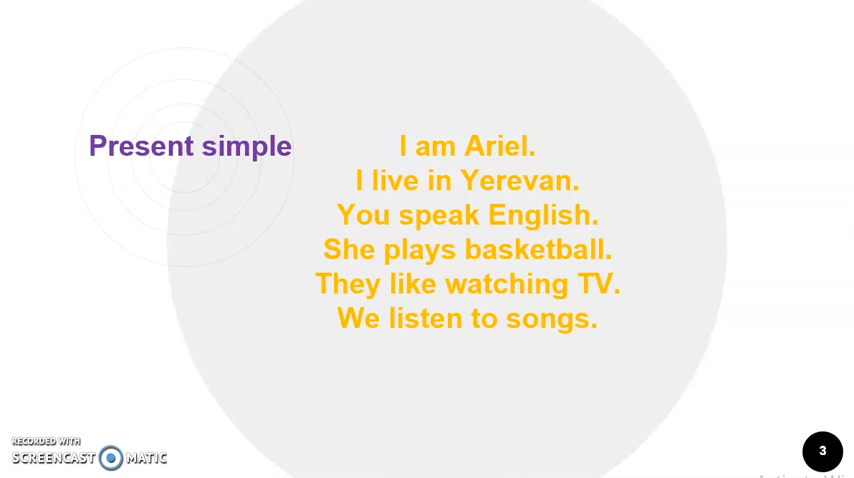 Present simple
I am Ariel.
I live in Yerevan.
You speak English.
She plays basketball.
They like watching TV.
We listen to songs.
RECORDED WITH
SCREENCAST MATIC
3